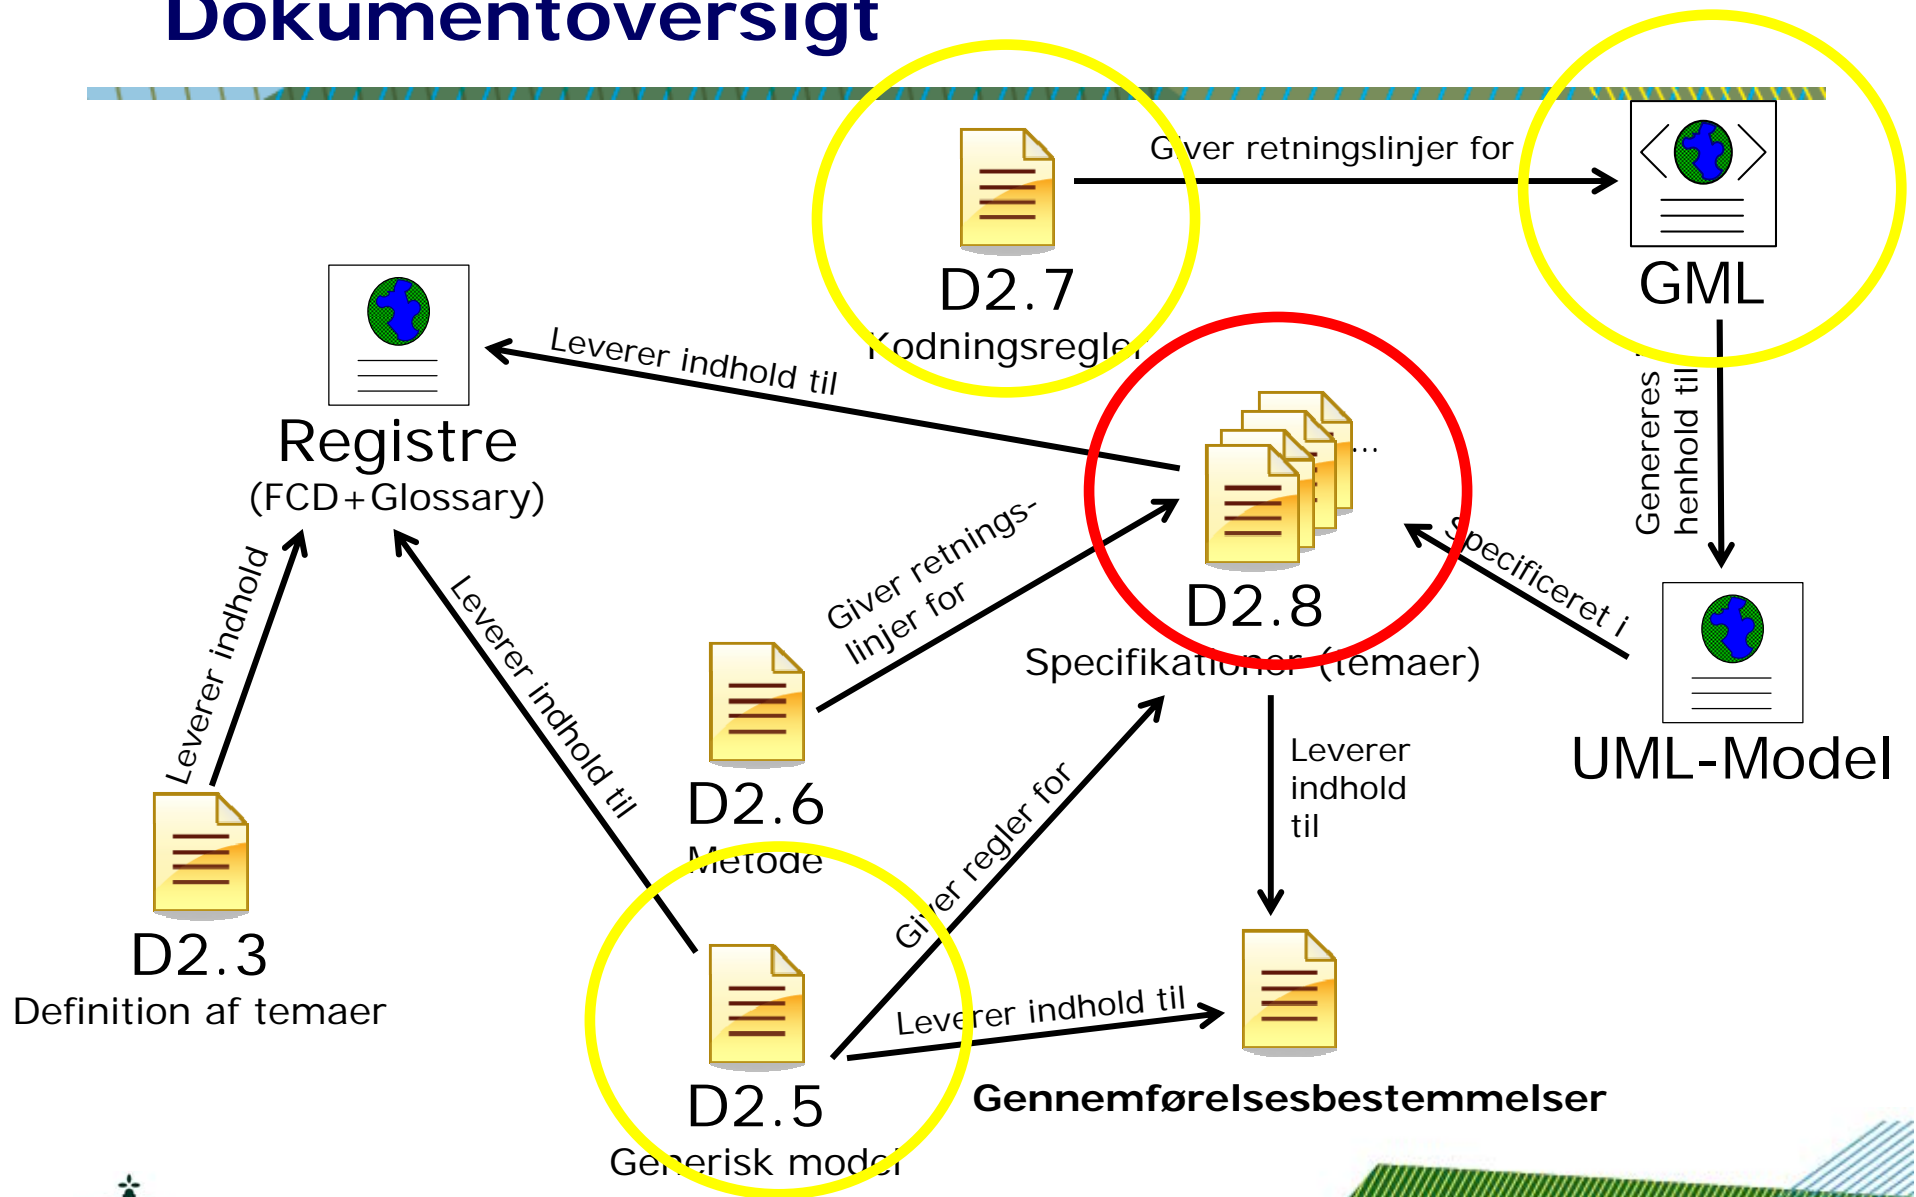 Dokumentoversigt
Giver retningslinjer for
D2.7
Kodningsregler
GML
Leverer indhold til
Registre
(FCD+Glossary)
Genereres i
henhold til
...
Giver retnings-
linjer for
D2.8
Specifikationer (temaer)
Specificeret i
UML-Model
Leverer indhold
Leverer indhold til
D2.6
Metode
Giver regler for
Leverer
indhold
til
D2.3
Definition af temaer
Leverer indhold til
D2.5
Generisk model
Gennemførelsesbestemmelser